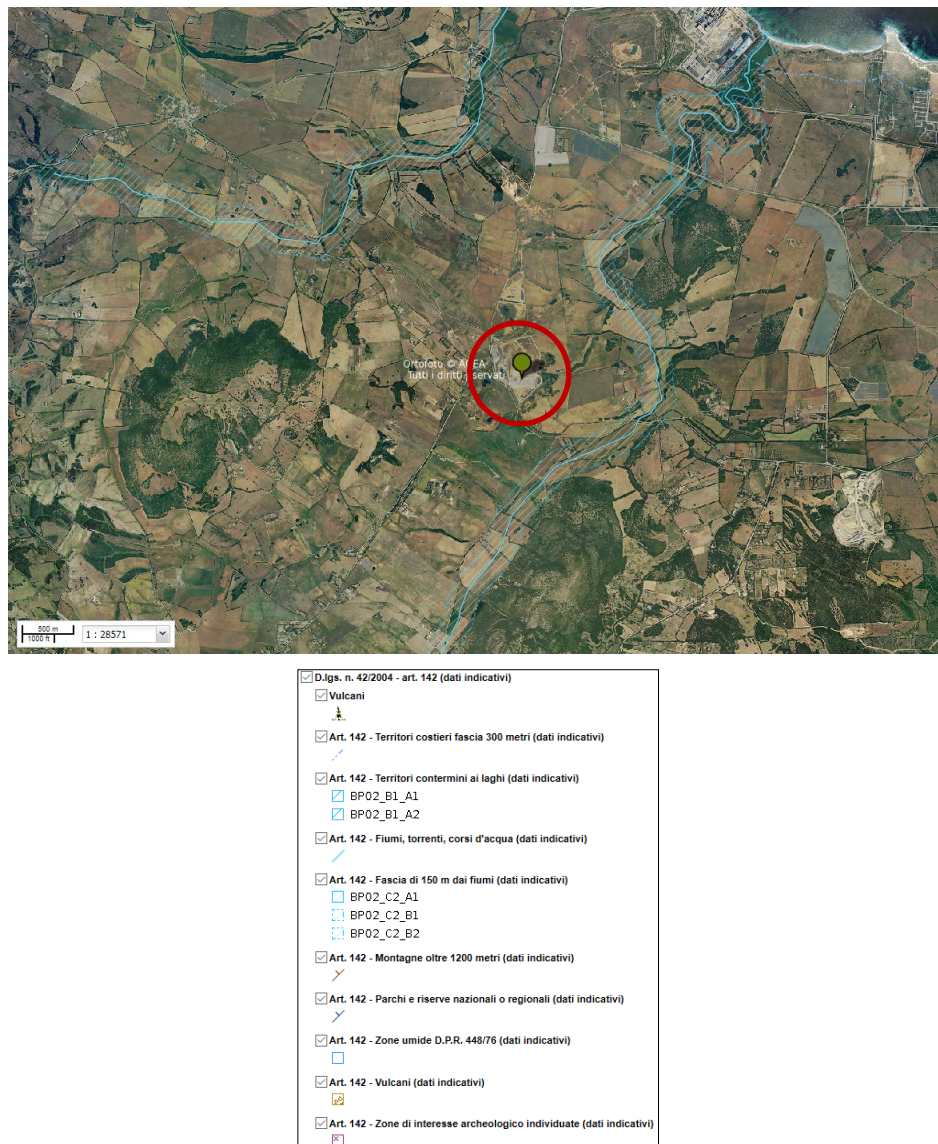 Ortofoto © A EA
Tutti i diritti servati
500 m
1000 ft
1 : 28571
D.lgs. n. 42/2004 - art. 142 (dati indicativi)
Vulcani
Art. 142 - Territori costieri fascia 300 metri (dati indicativi)
Art. 142 - Territori contermini ai laghi (dati indicativi)
BP02_B1_A1
BP02_B1_A2
Art. 142 - Fiumi, torrenti, corsi d'acqua (dati indicativi)
Art. 142 - Fascia di 150 m dai fiumi (dati indicativi)
BP02_C2_A1
BP02_C2_B1
BP02_C2_B2
Art. 142 - Montagne oltre 1200 metri (dati indicativi)
Art. 142 - Parchi e riserve nazionali o regionali (dati indicativi)
Art. 142 - Zone umide D.P.R. 448/76 (dati indicativi)
Art. 142 - Vulcani (dati indicativi)
Art. 142 - Zone di interesse archeologico individuate (dati indicativi)